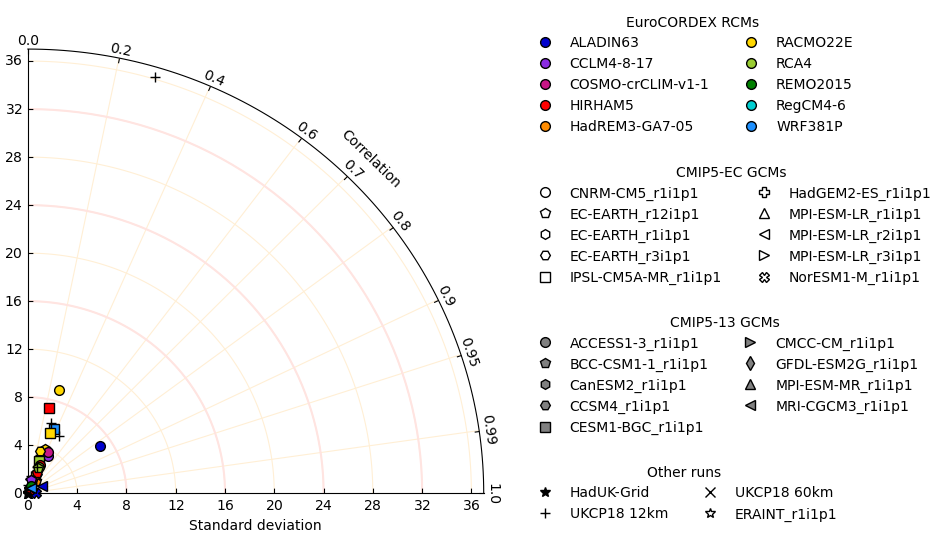 EuroCORDEX RCMs
ALADIN63
CCLM4-8-17
COSMO-crCLIM-v1-1
HIRHAM5
HadREM3-GA7-05
RACMO22E
RCA4
REMO2015
RegCM4-6
WRF381P
CMIP5-EC GCMs
CNRM-CM5_r1i1p1
EC-EARTH_r12i1p1
EC-EARTH_r1i1p1
EC-EARTH_r3i1p1
IPSL-CM5A-MR_r1i1p1
HadGEM2-ES_r1i1p1
MPI-ESM-LR_r1i1p1
MPI-ESM-LR_r2i1p1
MPI-ESM-LR_r3i1p1
NorESM1-M_r1i1p1
CMIP5-13 GCMs
ACCESS1-3_r1i1p1
BCC-CSM1-1_r1i1p1
CanESM2_r1i1p1
CCSM4_r1i1p1
CESM1-BGC_r1i1p1
CMCC-CM_r1i1p1
GFDL-ESM2G_r1i1p1
MPI-ESM-MR_r1i1p1
MRI-CGCM3_r1i1p1
Other runs
HadUK-Grid
UKCP18 12km
UKCP18 60km
ERAINT_r1i1p1
0.0
0.2
0.4
0.6
0.7
0.8
0.9
0.95
0.99
1.0
Correlation
36
32
28
24
20
16
12
8
4
0
0
4
8
12
16
20
24
28
32
36
Standard deviation